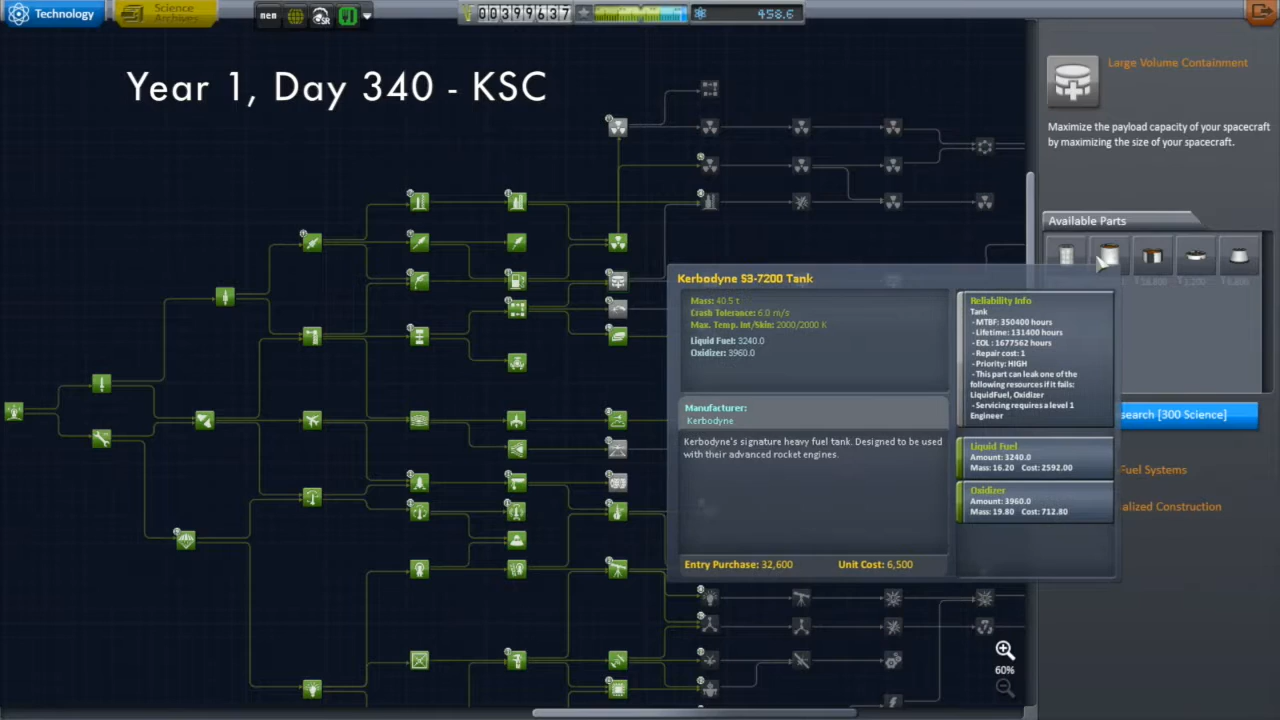 Technology
Science
Archives
00399637
458.6
Year 1, Day 340 - KSC
Large Volume Containment
Maximize the payload capacity of your spacecraft
by maximizing the size of your spacecraft.
Available Parts
Kerbodyne S3-7200 Tank
Mass: 40.5 t
Crash Tolerance: 6.0 m/s
Max. Temp. Int/Skin: 2000/2000 K
Liquid Fuel: 3240.0
Oxidizer: 3960.0
Manufacturer:
Kerbodyne
Kerbodyne's signature heavy fuel tank. Designed to be used
with their advanced rocket engines.
Entry Purchase: 32,600
Unit Cost: 6,500
Reliability Info
Tank
- MTBF: 350400 hours
- Lifetime: 131400 hours
- EOL : 1677562 hours
- Repair cost: 1
- Priority: HIGH
- This part can leak one of the
following resources if it fails:
LiquidFuel, Oxidizer
- Servicing requires a level 1
Engineer
Liquid Fuel
Amount: 3240.0
Mass: 16.20 Cost: 2592.00
Oxidizer
Amount: 3960.0
Mass: 19.80 Cost: 712.80
search [300 Science]
Fuel Systems
alized Construction
60%